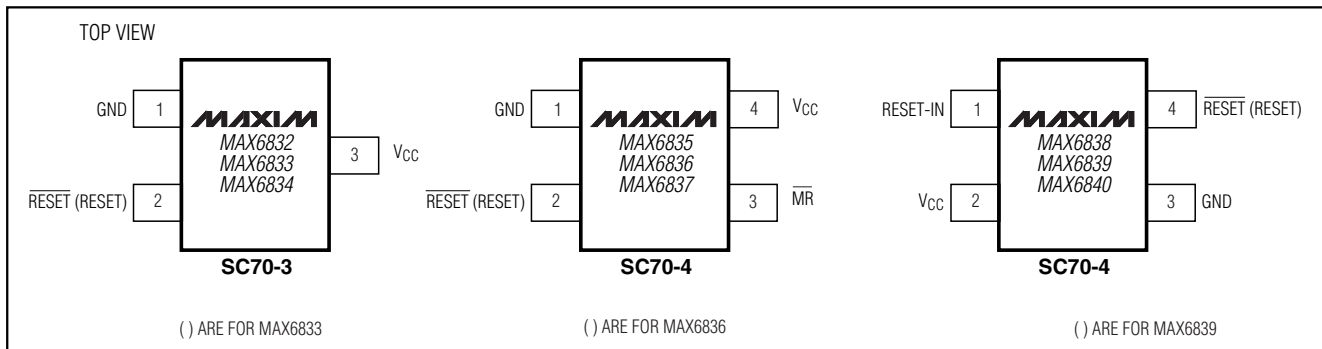 TOP VIEW
GND 1
MAXIM
MAX6832
MAX6833
MAX6834
3 VCC
RESET (RESET) 2
SC70-3
( ) ARE FOR MAX6833
GND 1
MAXIM
MAX6835
MAX6836
MAX6837
4 VCC
RESET (RESET) 2
3 MR
SC70-4
( ) ARE FOR MAX6836
RESET-IN 1
MAXIM
MAX6838
MAX6839
MAX6840
4 RESET (RESET)
VCC 2
3 GND
SC70-4
( ) ARE FOR MAX6839